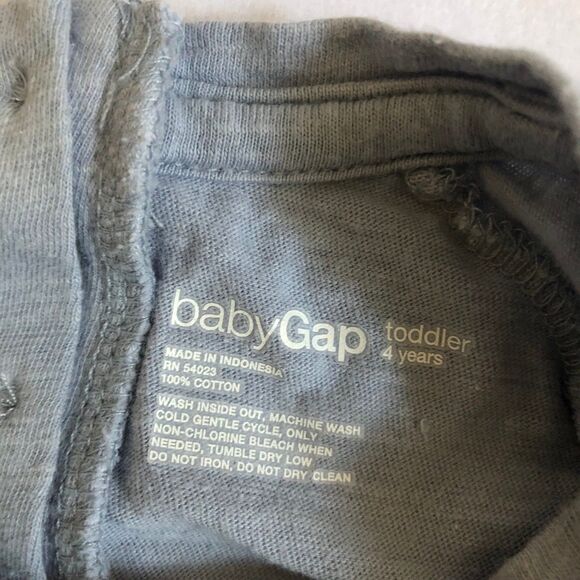 babyGap toddler
4 years
MADE IN INDONESIA
RN 54023
100% COTTON
WASH INSIDE OUT, MACHINE WASH
COLD GENTLE CYCLE, ONLY
NON-CHLORINE BLEACH WHEN
NEEDED, TUMBLE DRY LOW
DO NOT IRON, DO NOT DRY CLEAN